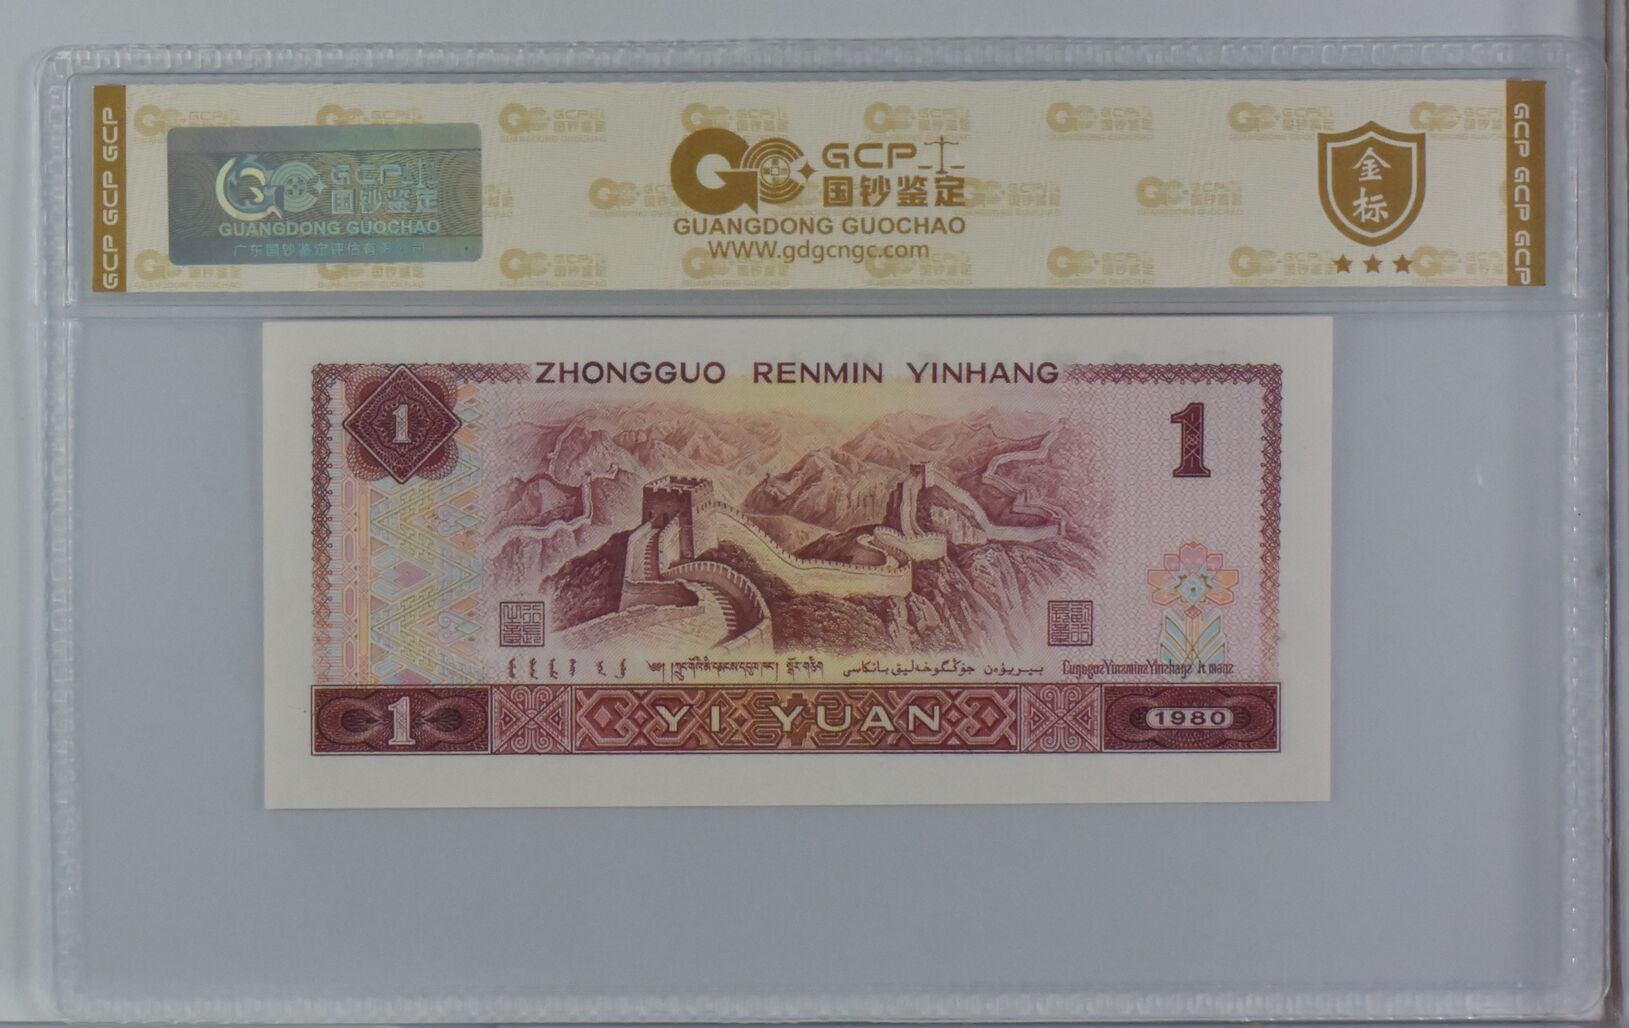 GCP GCP GCP
GCP 国钞鉴定
GUANGDONG GUOCHAO
广东国钞鉴定评估有限公司
GCP
国钞鉴定
GUANGDONG GUOCHAO
WWW.gdgcngc.com
金标
GCP GCP GCP
ZHONGGUO RENMIN YINHANG
1
1
1
YI YUAN
1980